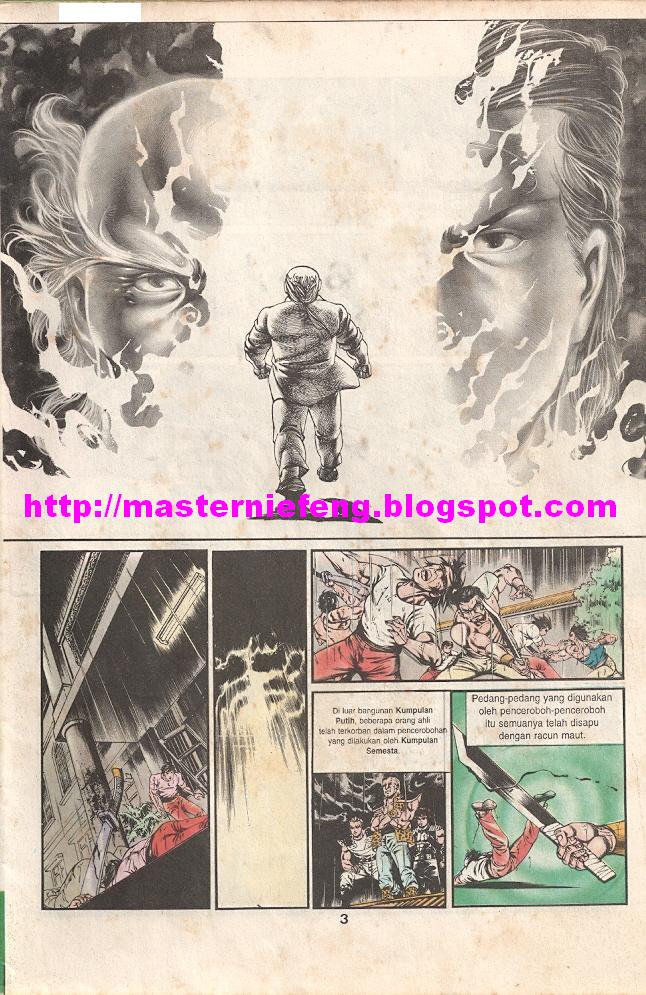 http://masterniefeng.blogspot.com
Di luar bangunan Kumpulan
Putih, beberapa orang ahli
telah terkorban dalam pencerobohan
yang dilakukan oleh Kumpulan
Semesta.
Pedang-pedang yang digunakan
oleh penceroboh-penceroboh
itu semuanya telah disapu
dengan racun maut.
3